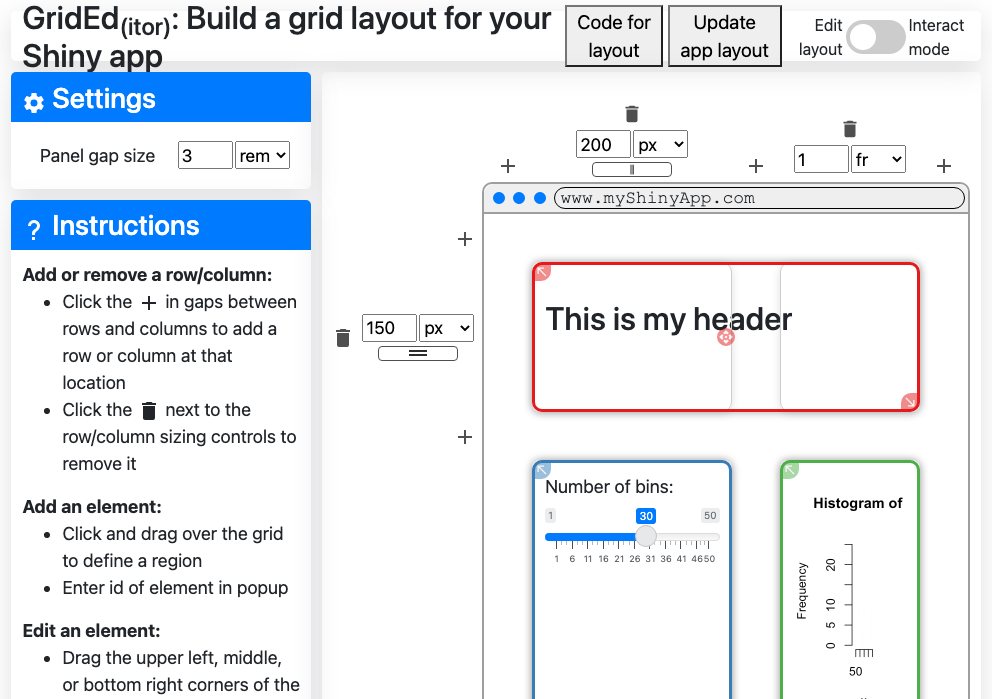 GridEd(itor): Build a grid layout for your
Shiny app
Code for
layout
Update
app layout
Edit
layout
Interact
mode
Settings
Panel gap size 3 rem
? Instructions
Add or remove a row/column:
• Click the + in gaps between
rows and columns to add a
row or column at that
location
• Click the next to the
row/column sizing controls to
remove it
Add an element:
• Click and drag over the grid
to define a region
• Enter id of element in popup
Edit an element:
• Drag the upper left, middle,
or bottom right corners of the
200 px
1 fr
www.myShinyApp.com
150 px
This is my header
Number of bins:
1 30 50
1 6 11 16 21 26 31 36 41 46 50
Histogram of
Frequency
0 5 10 20
50